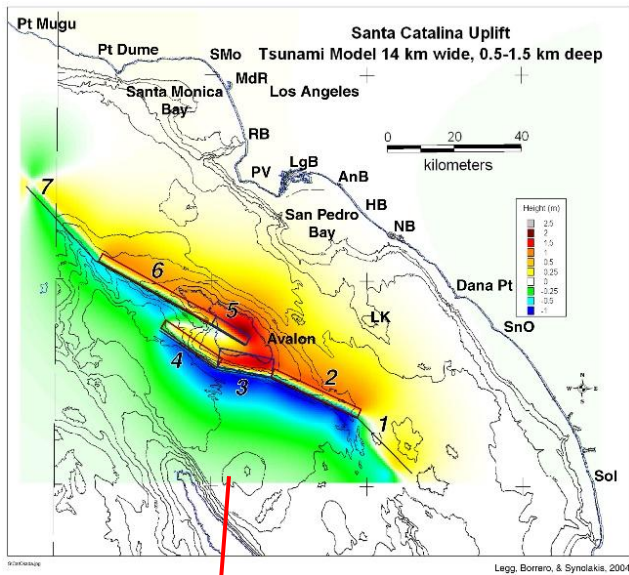 Santa Catalina Uplift
Tsunami Model 14 km wide, 0.5-1.5 km deep
Pt Mugu
Pt Dume
SMo
MdR
Santa Monica
Bay
Los Angeles
RB
0 20 40
kilometers
PV
LgB
AnB
HB
San Pedro
Bay
NB
7
Height (m)
2.5
2
1.5
1
0.5
0.25
0
-0.25
-0.5
-1
6
Dana Pt
5
LK
SnO
Avalon
4
3
2
N
W
E
S
1
Sol
Legg, Borrero, & Synolakis, 2004